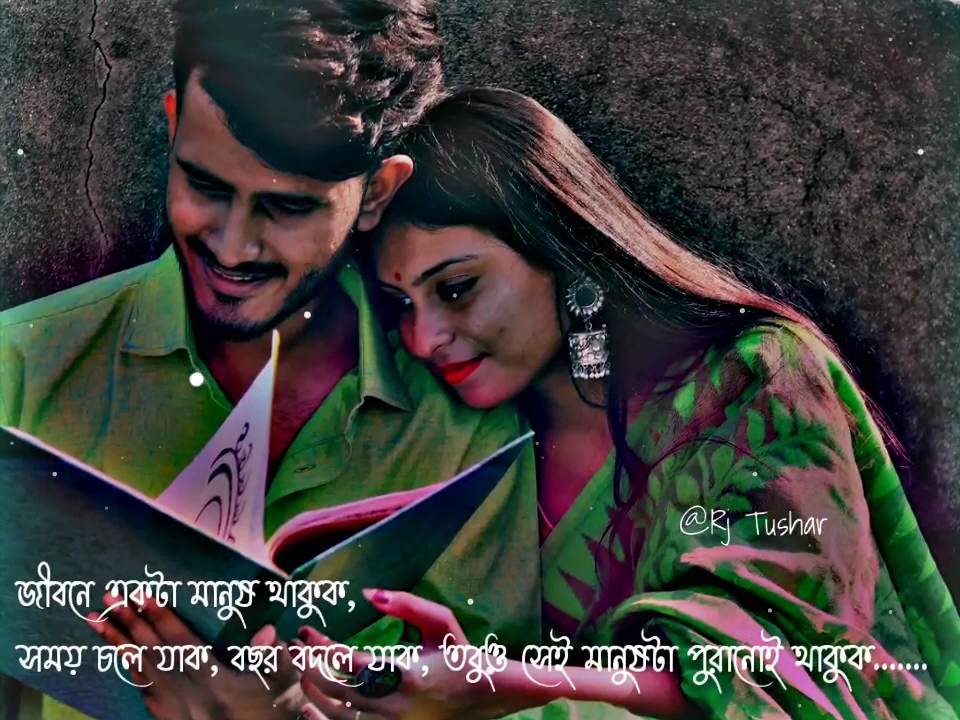 @Rj Tushar
জীবনে একটা মানুষ থাকুক,
সময় চলে যাক, বছর বদলে যাক, তবুও সেই মানুষটা পুরানোই থাকুক.......